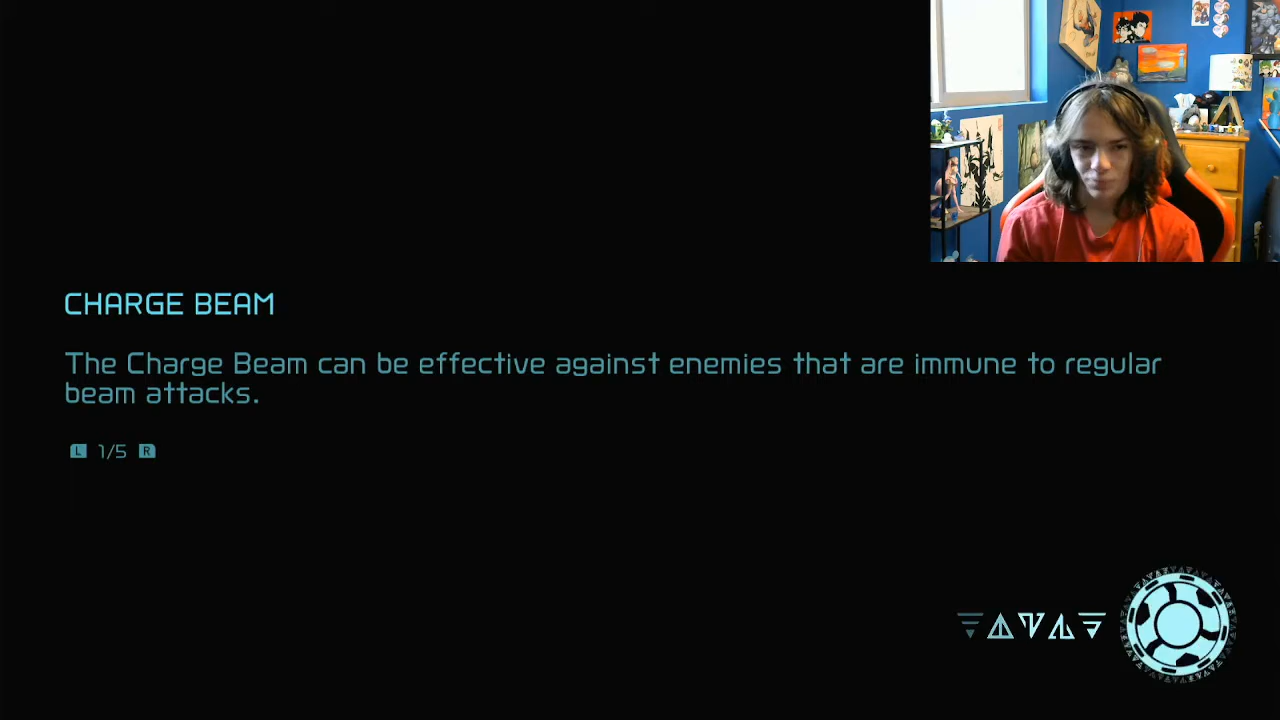 CHARGE BEAM
The Charge Beam can be effective against enemies that are immune to regular
beam attacks.
L 1/5 R